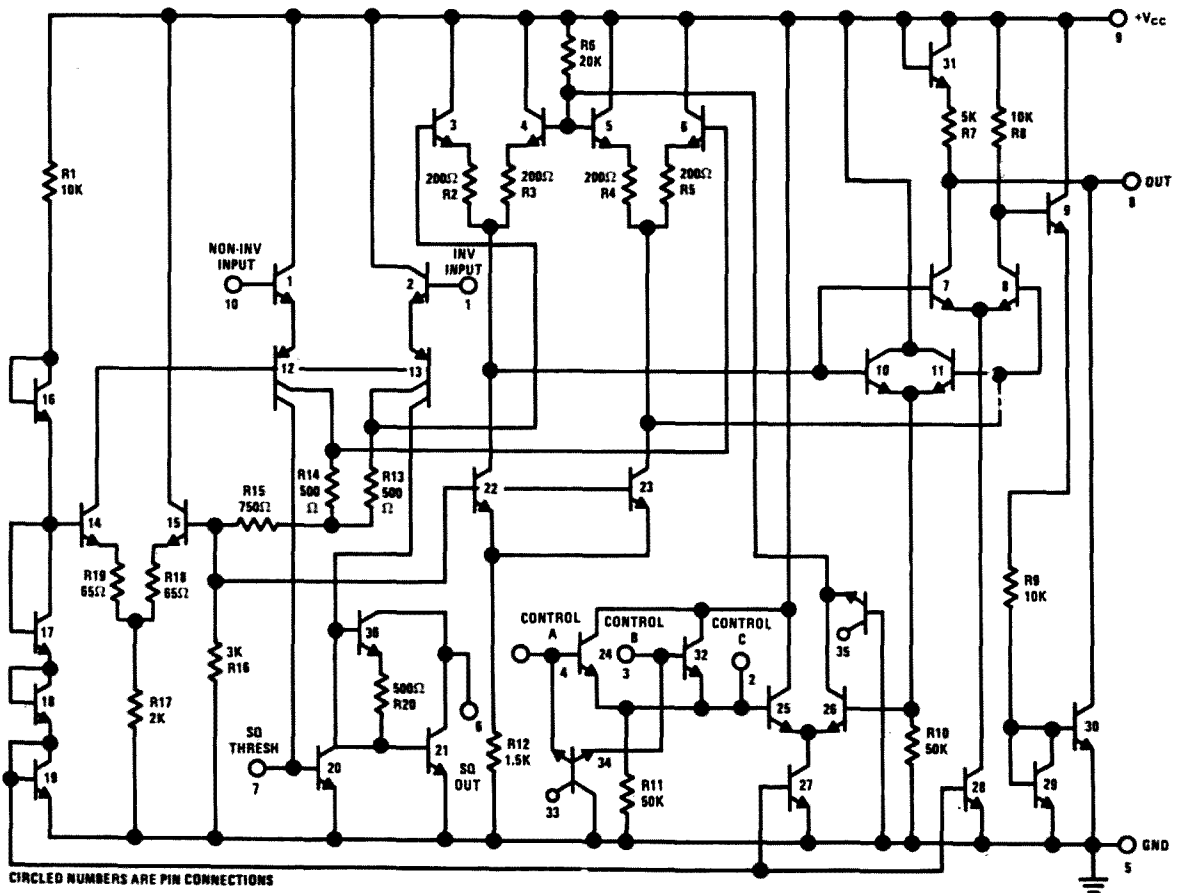 +VCC
9
R6
20K
31
3
4
5
6
5K
R7
10K
R8
R1
10K
200Ω
R2
200Ω
R3
200Ω
R4
200Ω
R5
OUT
8
9
NON-INV
INPUT
10
1
2
INV
INPUT
1
7
8
12
13
10
11
16
R14
500
Ω
R13
500
Ω
22
23
R15
750Ω
14
15
R19
65Ω
R18
65Ω
R9
10K
17
36
CONTROL
A
4
24
CONTROL
B
3
32
CONTROL
C
2
35
3K
R16
500Ω
R20
6
18
R17
2K
25
26
30
SQ
THRESH
7
20
21
SQ
OUT
R12
1.5K
34
R10
50K
19
33
R11
50K
27
28
29
GND
5
CIRCLED NUMBERS ARE PIN CONNECTIONS